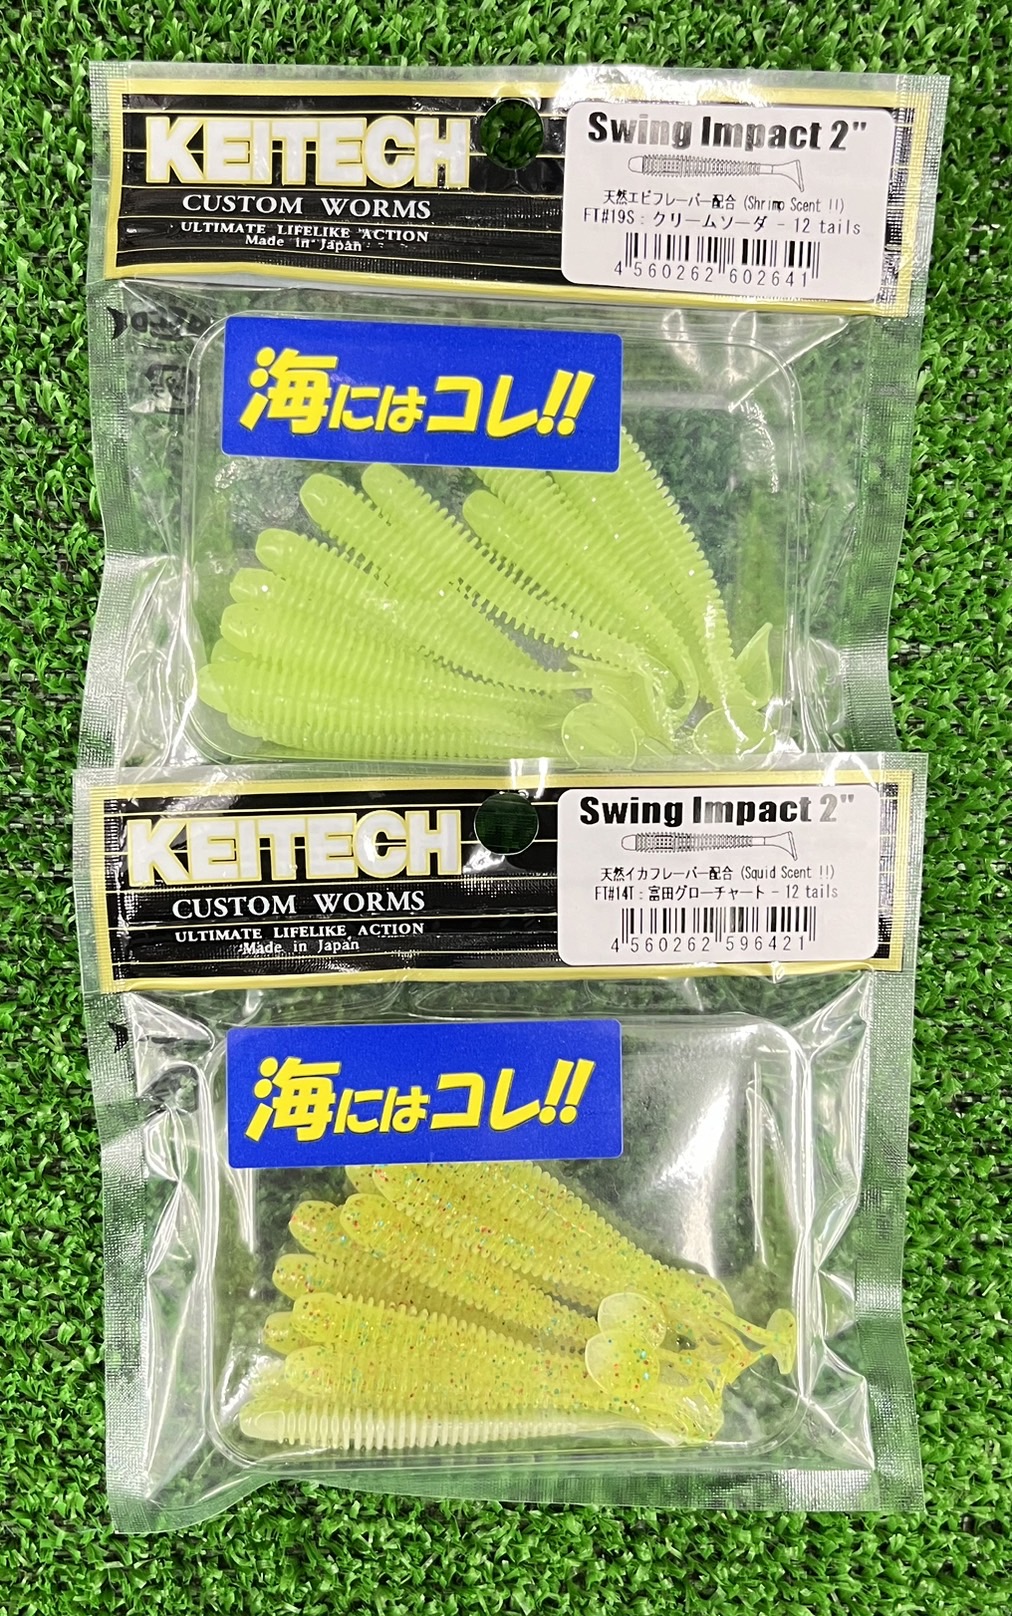 KEITECH
CUSTOM WORMS
ULTIMATE LIFELIKE ACTION
Made in Japan
Swing Impact 2"
天然エビフレーバー配合 (Shrimp Scent !!)
FT#19S : クリームソーダ - 12 tails
4 560262 602641
海にはコレ!!
KEITECH
CUSTOM WORMS
ULTIMATE LIFELIKE ACTION
Made in Japan
Swing Impact 2"
天然イカフレーバー配合 (Squid Scent !!)
FT#14T : 富田グローチャート - 12 tails
4 560262 596421
海にはコレ!!